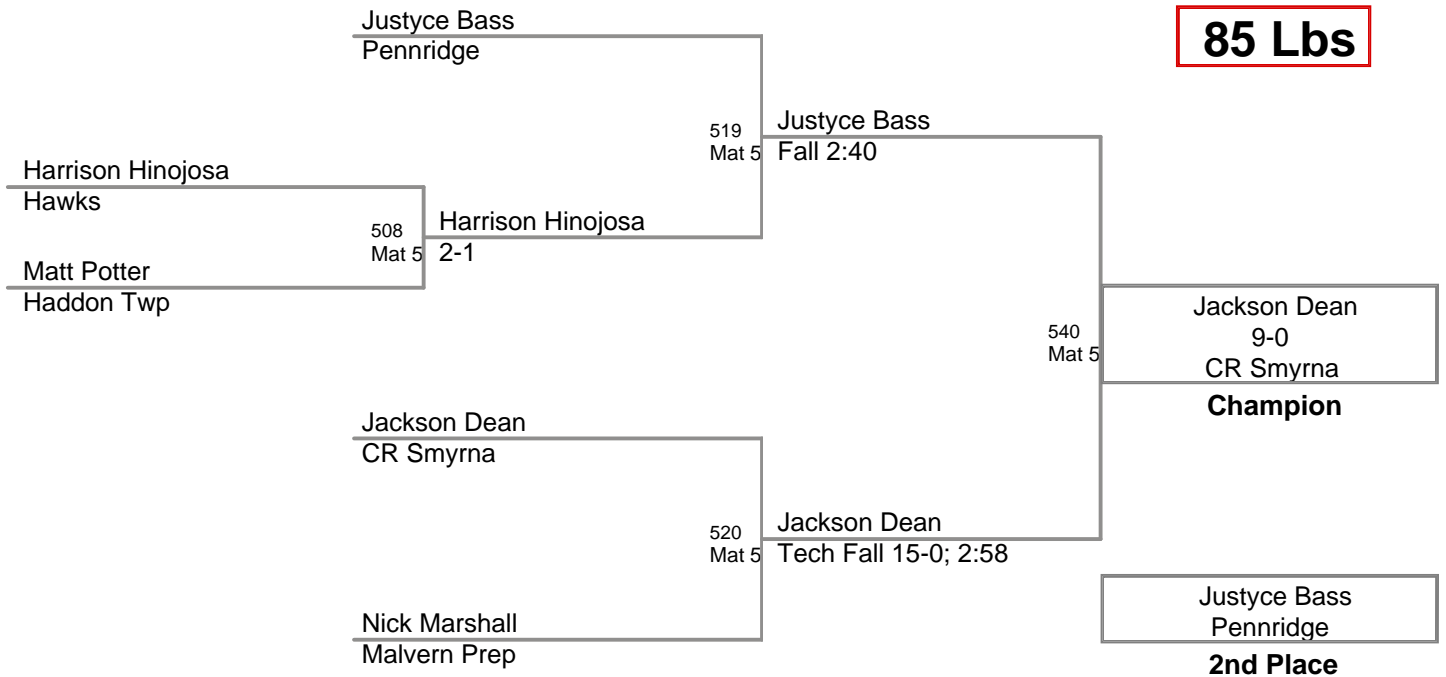 Justyce Bass
Pennridge
85 Lbs
519
Mat 5
Justyce Bass
Fall 2:40
Harrison Hinojosa
Hawks
508
Mat 5
Harrison Hinojosa
2-1
Matt Potter
Haddon Twp
540
Mat 5
Jackson Dean
9-0
CR Smyrna
Champion
Jackson Dean
CR Smyrna
520
Mat 5
Jackson Dean
Tech Fall 15-0; 2:58
Nick Marshall
Malvern Prep
Justyce Bass
Pennridge
2nd Place